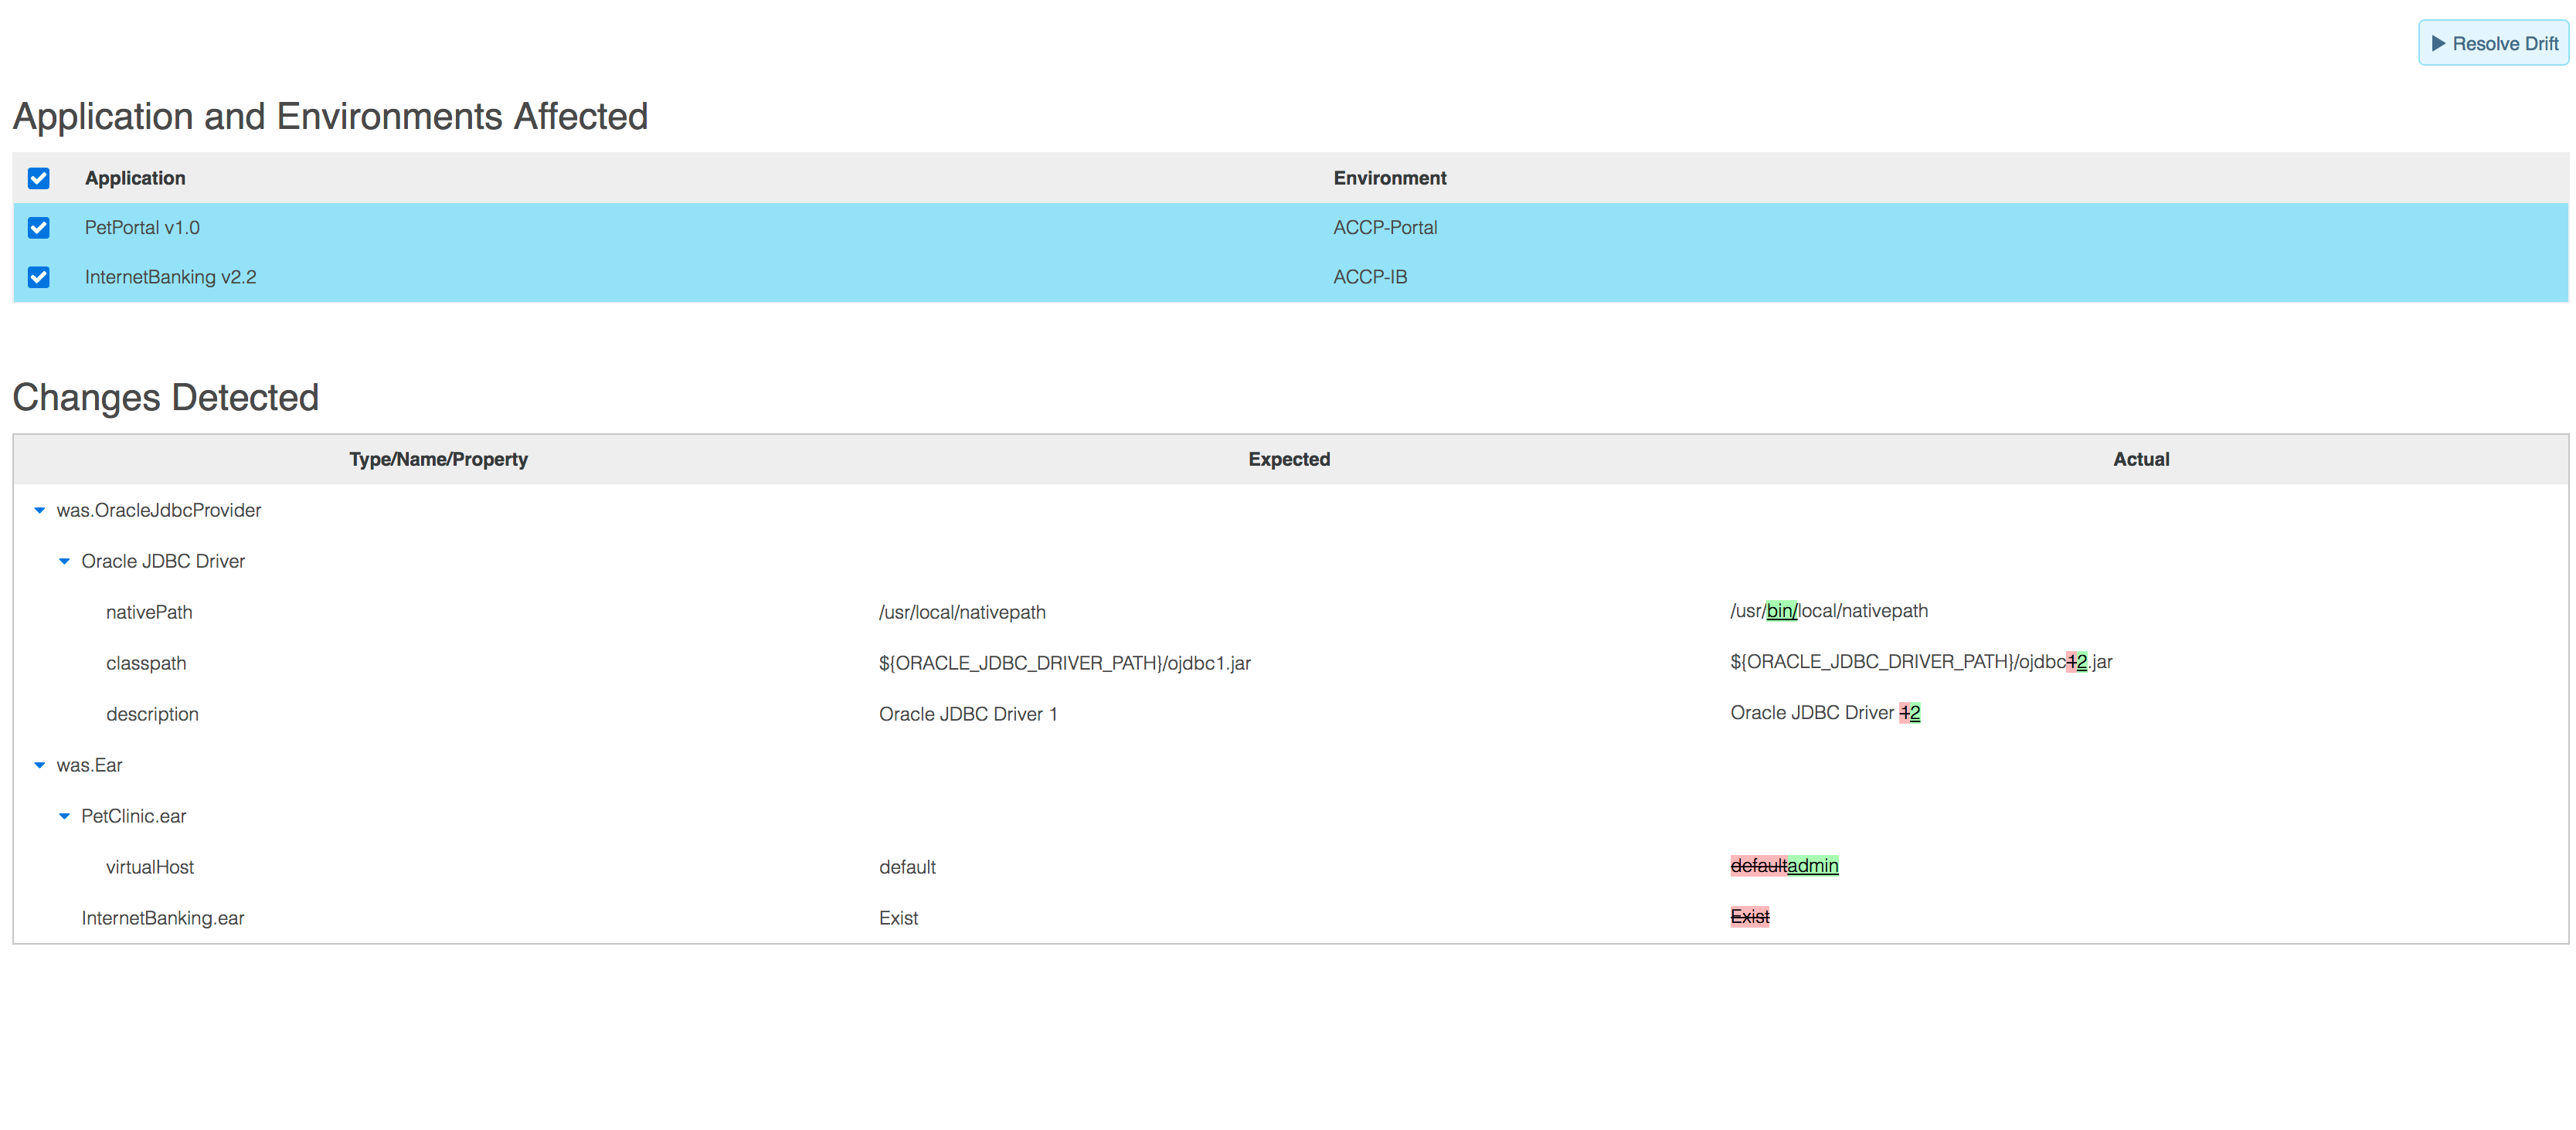 Resolve Drift
Application and Environments Affected
Application Environment
PetPortal v1.0 ACCP-Portal
InternetBanking v2.2 ACCP-IB
Changes Detected
Type/Name/Property Expected Actual
was.OracleJdbcProvider
Oracle JDBC Driver
nativePath /usr/local/nativepath /usr/bin/local/nativepath
classpath ${ORACLE_JDBC_DRIVER_PATH}/ojdbc1.jar ${ORACLE_JDBC_DRIVER_PATH}/ojdbc12.jar
description Oracle JDBC Driver 1 Oracle JDBC Driver 12
was.Ear
PetClinic.ear
virtualHost default defaultadmin
InternetBanking.ear Exist Exist